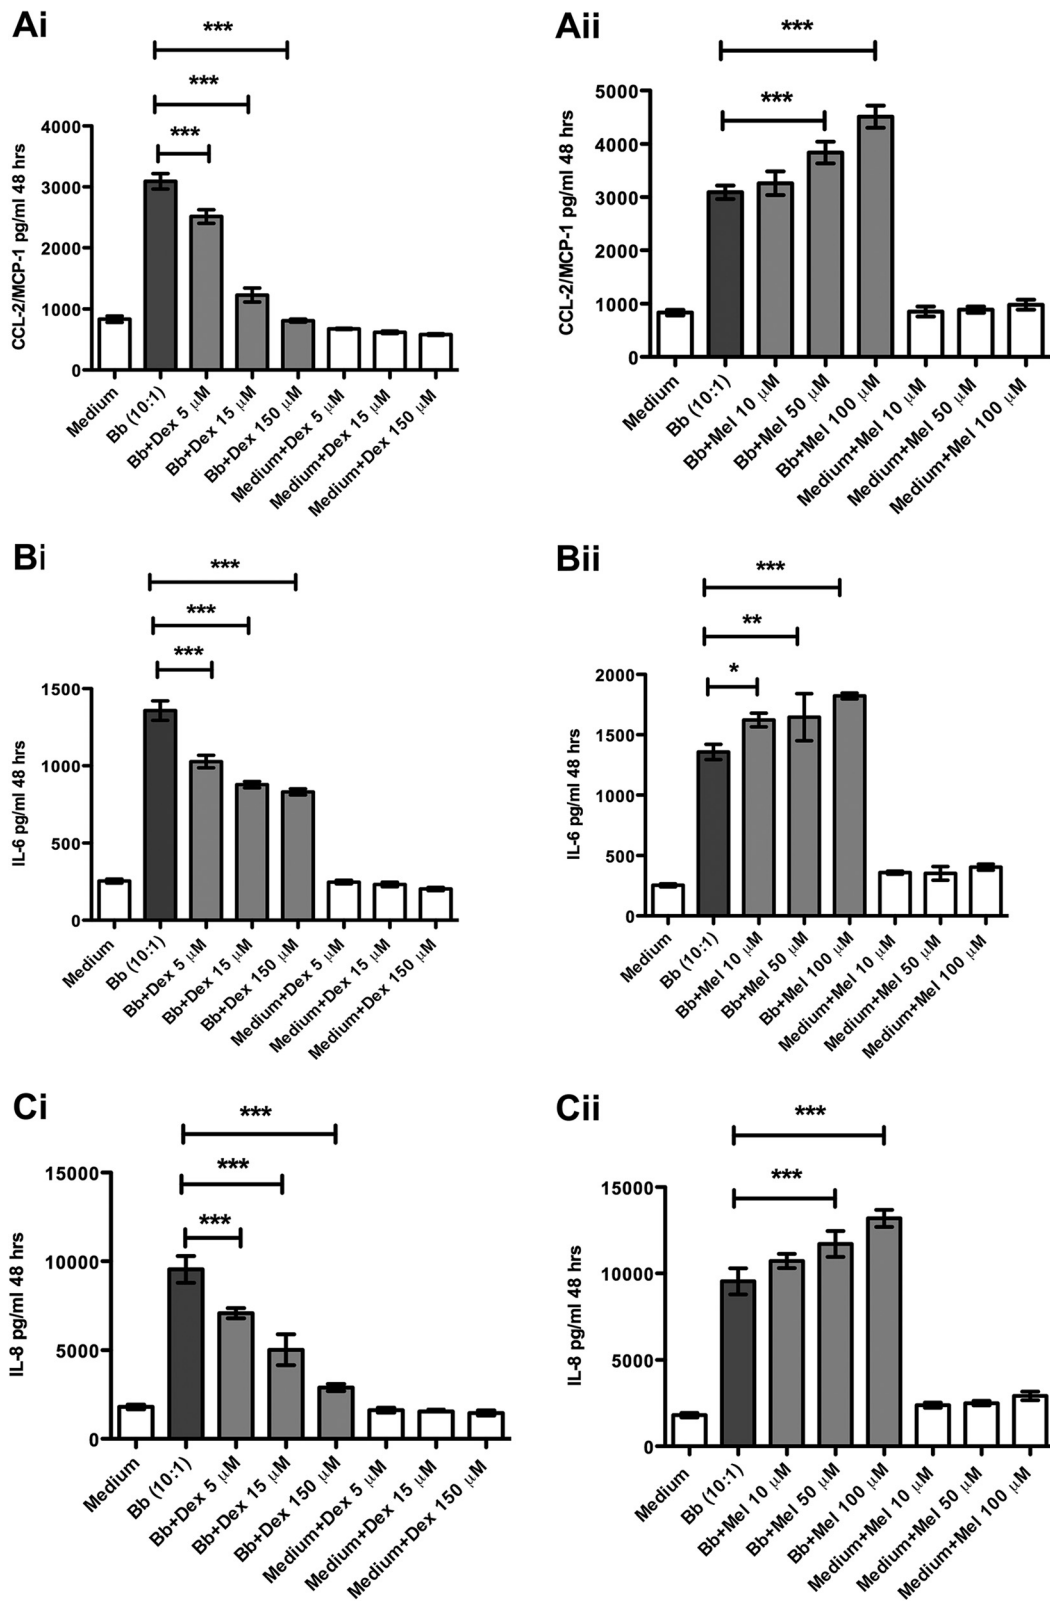 Ai
***
***
***
CCL-2/MCP-1 pg/ml 48 hrs
4000
3000
2000
1000
0
Medium
Bb (10:1)
Bb+Dex 5 μM
Bb+Dex 15 μM
Bb+Dex 150 μM
Medium+Dex 5 μM
Medium+Dex 15 μM
Medium+Dex 150 μM
Aii
***
***
CCL-2/MCP-1 pg/ml 48 hrs
5000
4000
3000
2000
1000
0
Medium
Bb (10:1)
Bb+Mel 10 μM
Bb+Mel 50 μM
Bb+Mel 100 μM
Medium+Mel 10 μM
Medium+Mel 50 μM
Medium+Mel 100 μM
Bi
***
***
***
IL-6 pg/ml 48 hrs
1500
1000
500
0
Medium
Bb (10:1)
Bb+Dex 5 μM
Bb+Dex 15 μM
Bb+Dex 150 μM
Medium+Dex 5 μM
Medium+Dex 15 μM
Medium+Dex 150 μM
Bii
***
**
*
IL-6 pg/ml 48 hrs
2000
1500
1000
500
0
Medium
Bb (10:1)
Bb+Mel 10 μM
Bb+Mel 50 μM
Bb+Mel 100 μM
Medium+Mel 10 μM
Medium+Mel 50 μM
Medium+Mel 100 μM
Ci
***
***
***
IL-8 pg/ml 48 hrs
15000
10000
5000
0
Medium
Bb (10:1)
Bb+Dex 5 μM
Bb+Dex 15 μM
Bb+Dex 150 μM
Medium+Dex 5 μM
Medium+Dex 15 μM
Medium+Dex 150 μM
Cii
***
***
IL-8 pg/ml 48 hrs
15000
10000
5000
0
Medium
Bb (10:1)
Bb+Mel 10 μM
Bb+Mel 50 μM
Bb+Mel 100 μM
Medium+Mel 10 μM
Medium+Mel 50 μM
Medium+Mel 100 μM